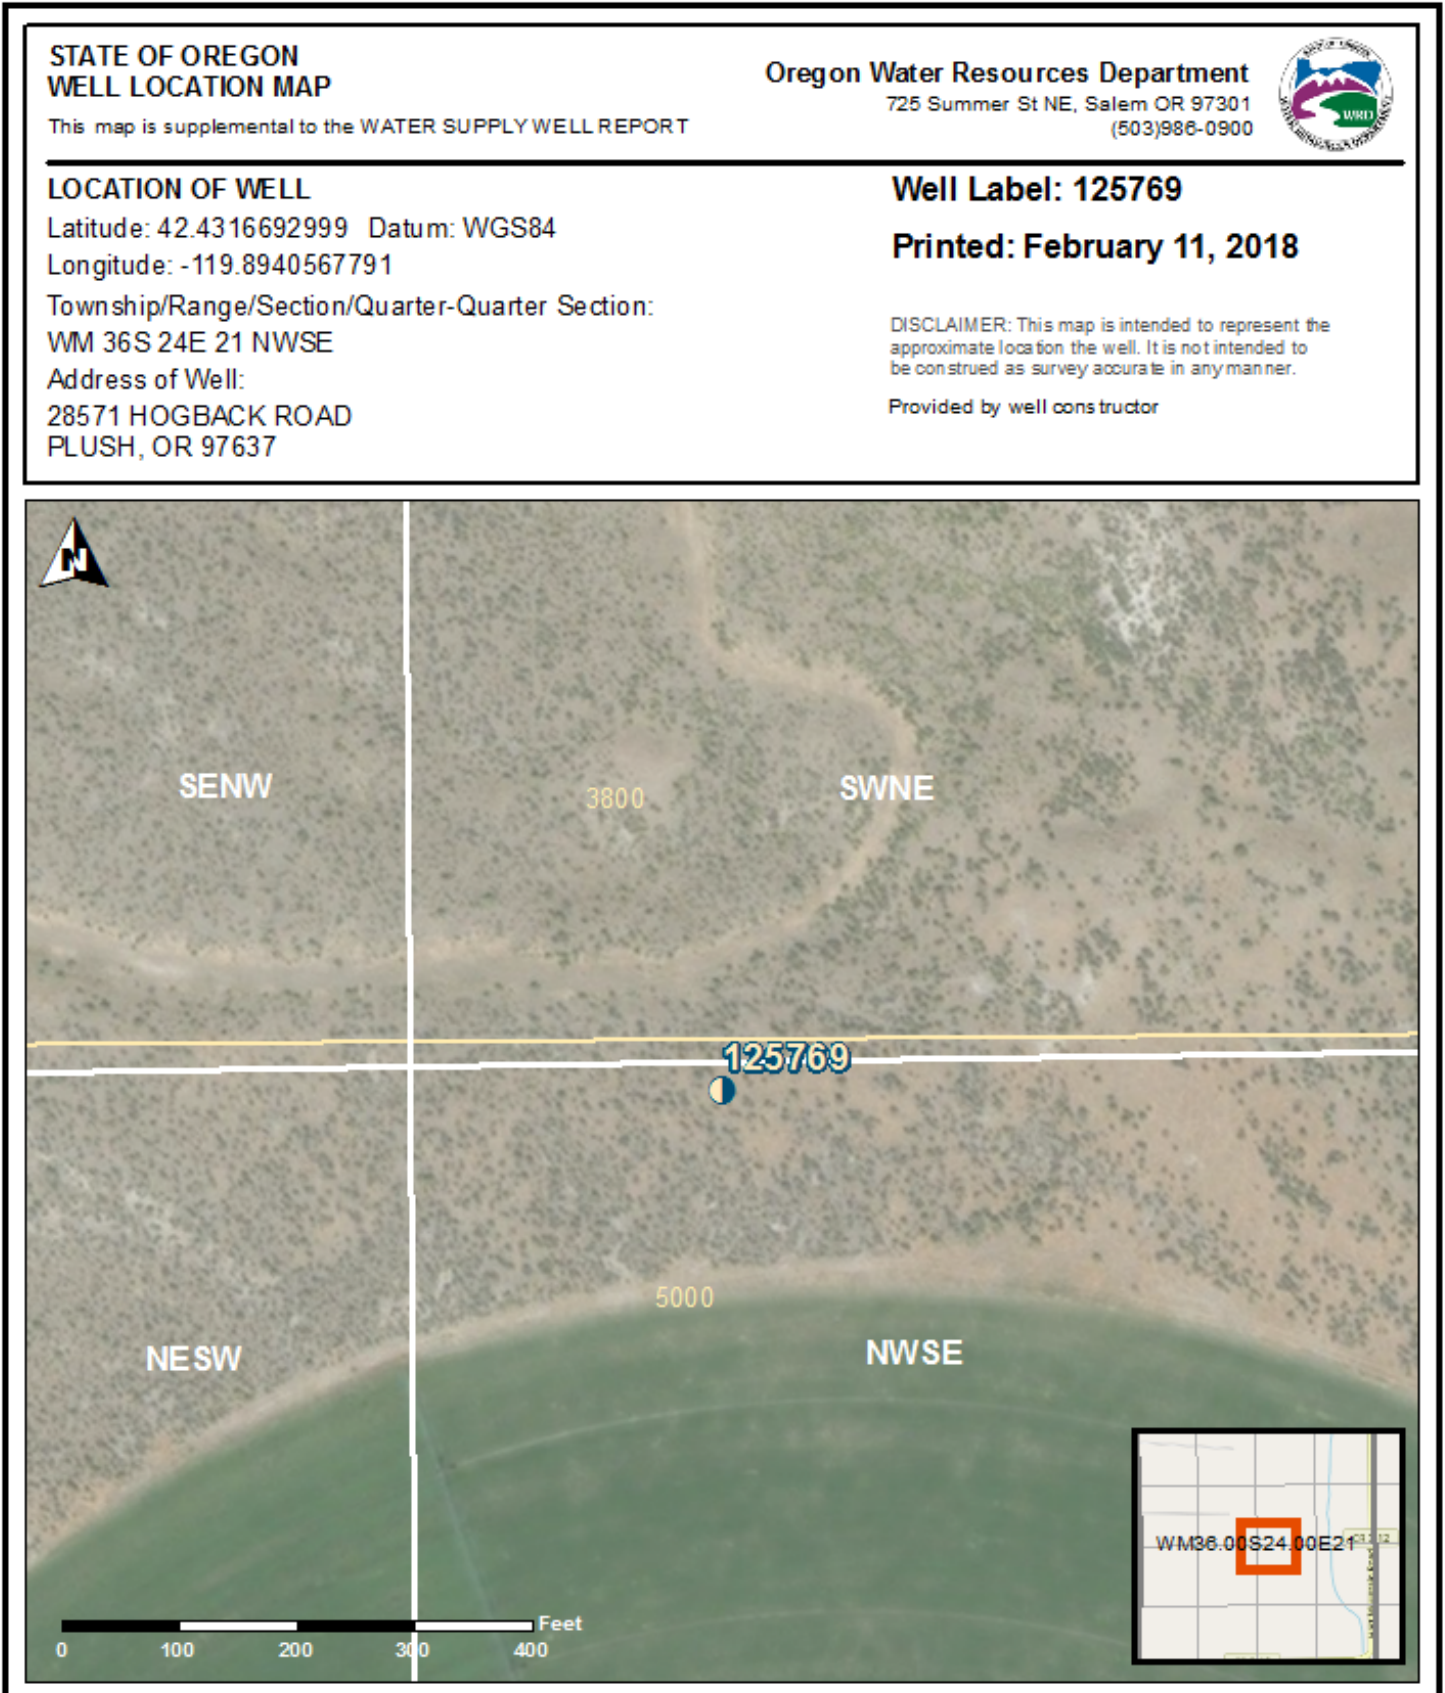 STATE OF OREGON
WELL LOCATION MAP
This map is supplemental to the WATER SUPPLY WELL REPORT
Oregon Water Resources Department
725 Summer St NE, Salem OR 97301
(503)986-0900
WRD
LOCATION OF WELL
Latitude: 42.4316692999 Datum: WGS84
Longitude: -119.8940567791
Township/Range/Section/Quarter-Quarter Section:
WM 36S 24E 21 NWSE
Address of Well:
28571 HOGBACK ROAD
PLUSH, OR 97637
Well Label: 125769
Printed: February 11, 2018
DISCLAIMER: This map is intended to represent the
approximate location the well. It is not intended to
be construed as survey accurate in any manner.
Provided by well constructor
N
SENW
3800
SWNE
125769
5000
NESW
NWSE
WM36.00S24.00E21
Feet
0 100 200 300 400